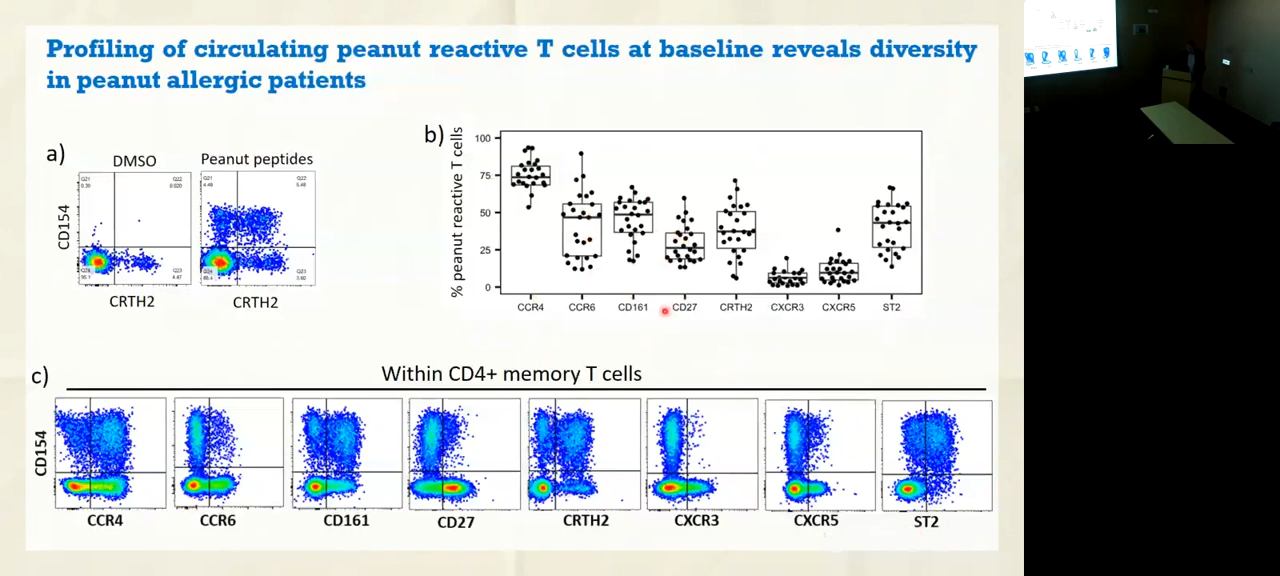 Profiling of circulating peanut reactive T cells at baseline reveals diversity
in peanut allergic patients
a)
DMSO
Peanut peptides
CD154
CRTH2
CRTH2
b)
% peanut reactive T cells
100
75
50
25
0
CCR4
CCR6
CD161
CD27
CRTH2
CXCR3
CXCR5
ST2
c)
Within CD4+ memory T cells
CD154
CCR4
CCR6
CD161
CD27
CRTH2
CXCR3
CXCR5
ST2